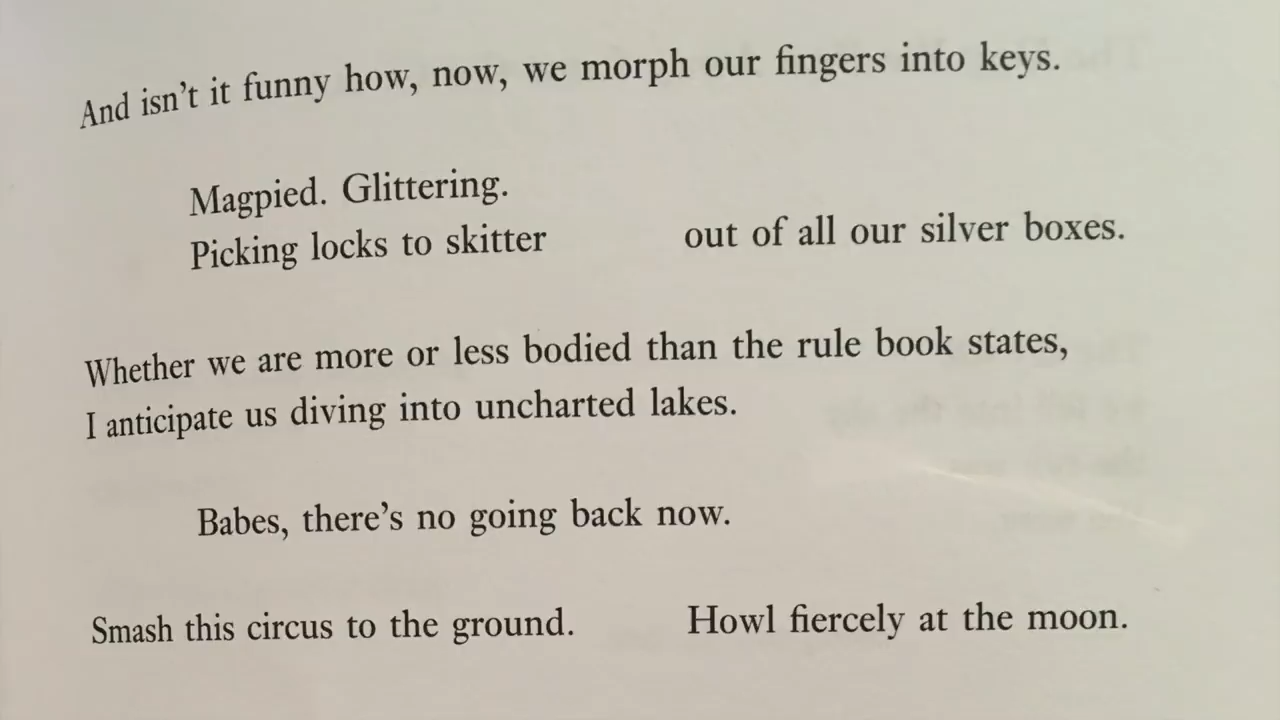 And isn't it funny how, now, we morph our fingers into keys.
Magpied. Glittering.
Picking locks to skitter out of all our silver boxes.
Whether we are more or less bodied than the rule book states,
I anticipate us diving into uncharted lakes.
Babes, there's no going back now.
Smash this circus to the ground. Howl fiercely at the moon.